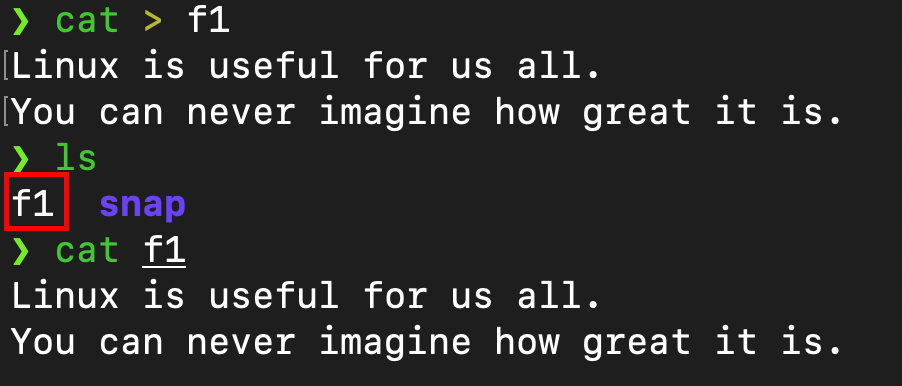 ❯ cat > f1
Linux is useful for us all.
You can never imagine how great it is.
❯ ls
f1 snap
❯ cat f1
Linux is useful for us all.
You can never imagine how great it is.